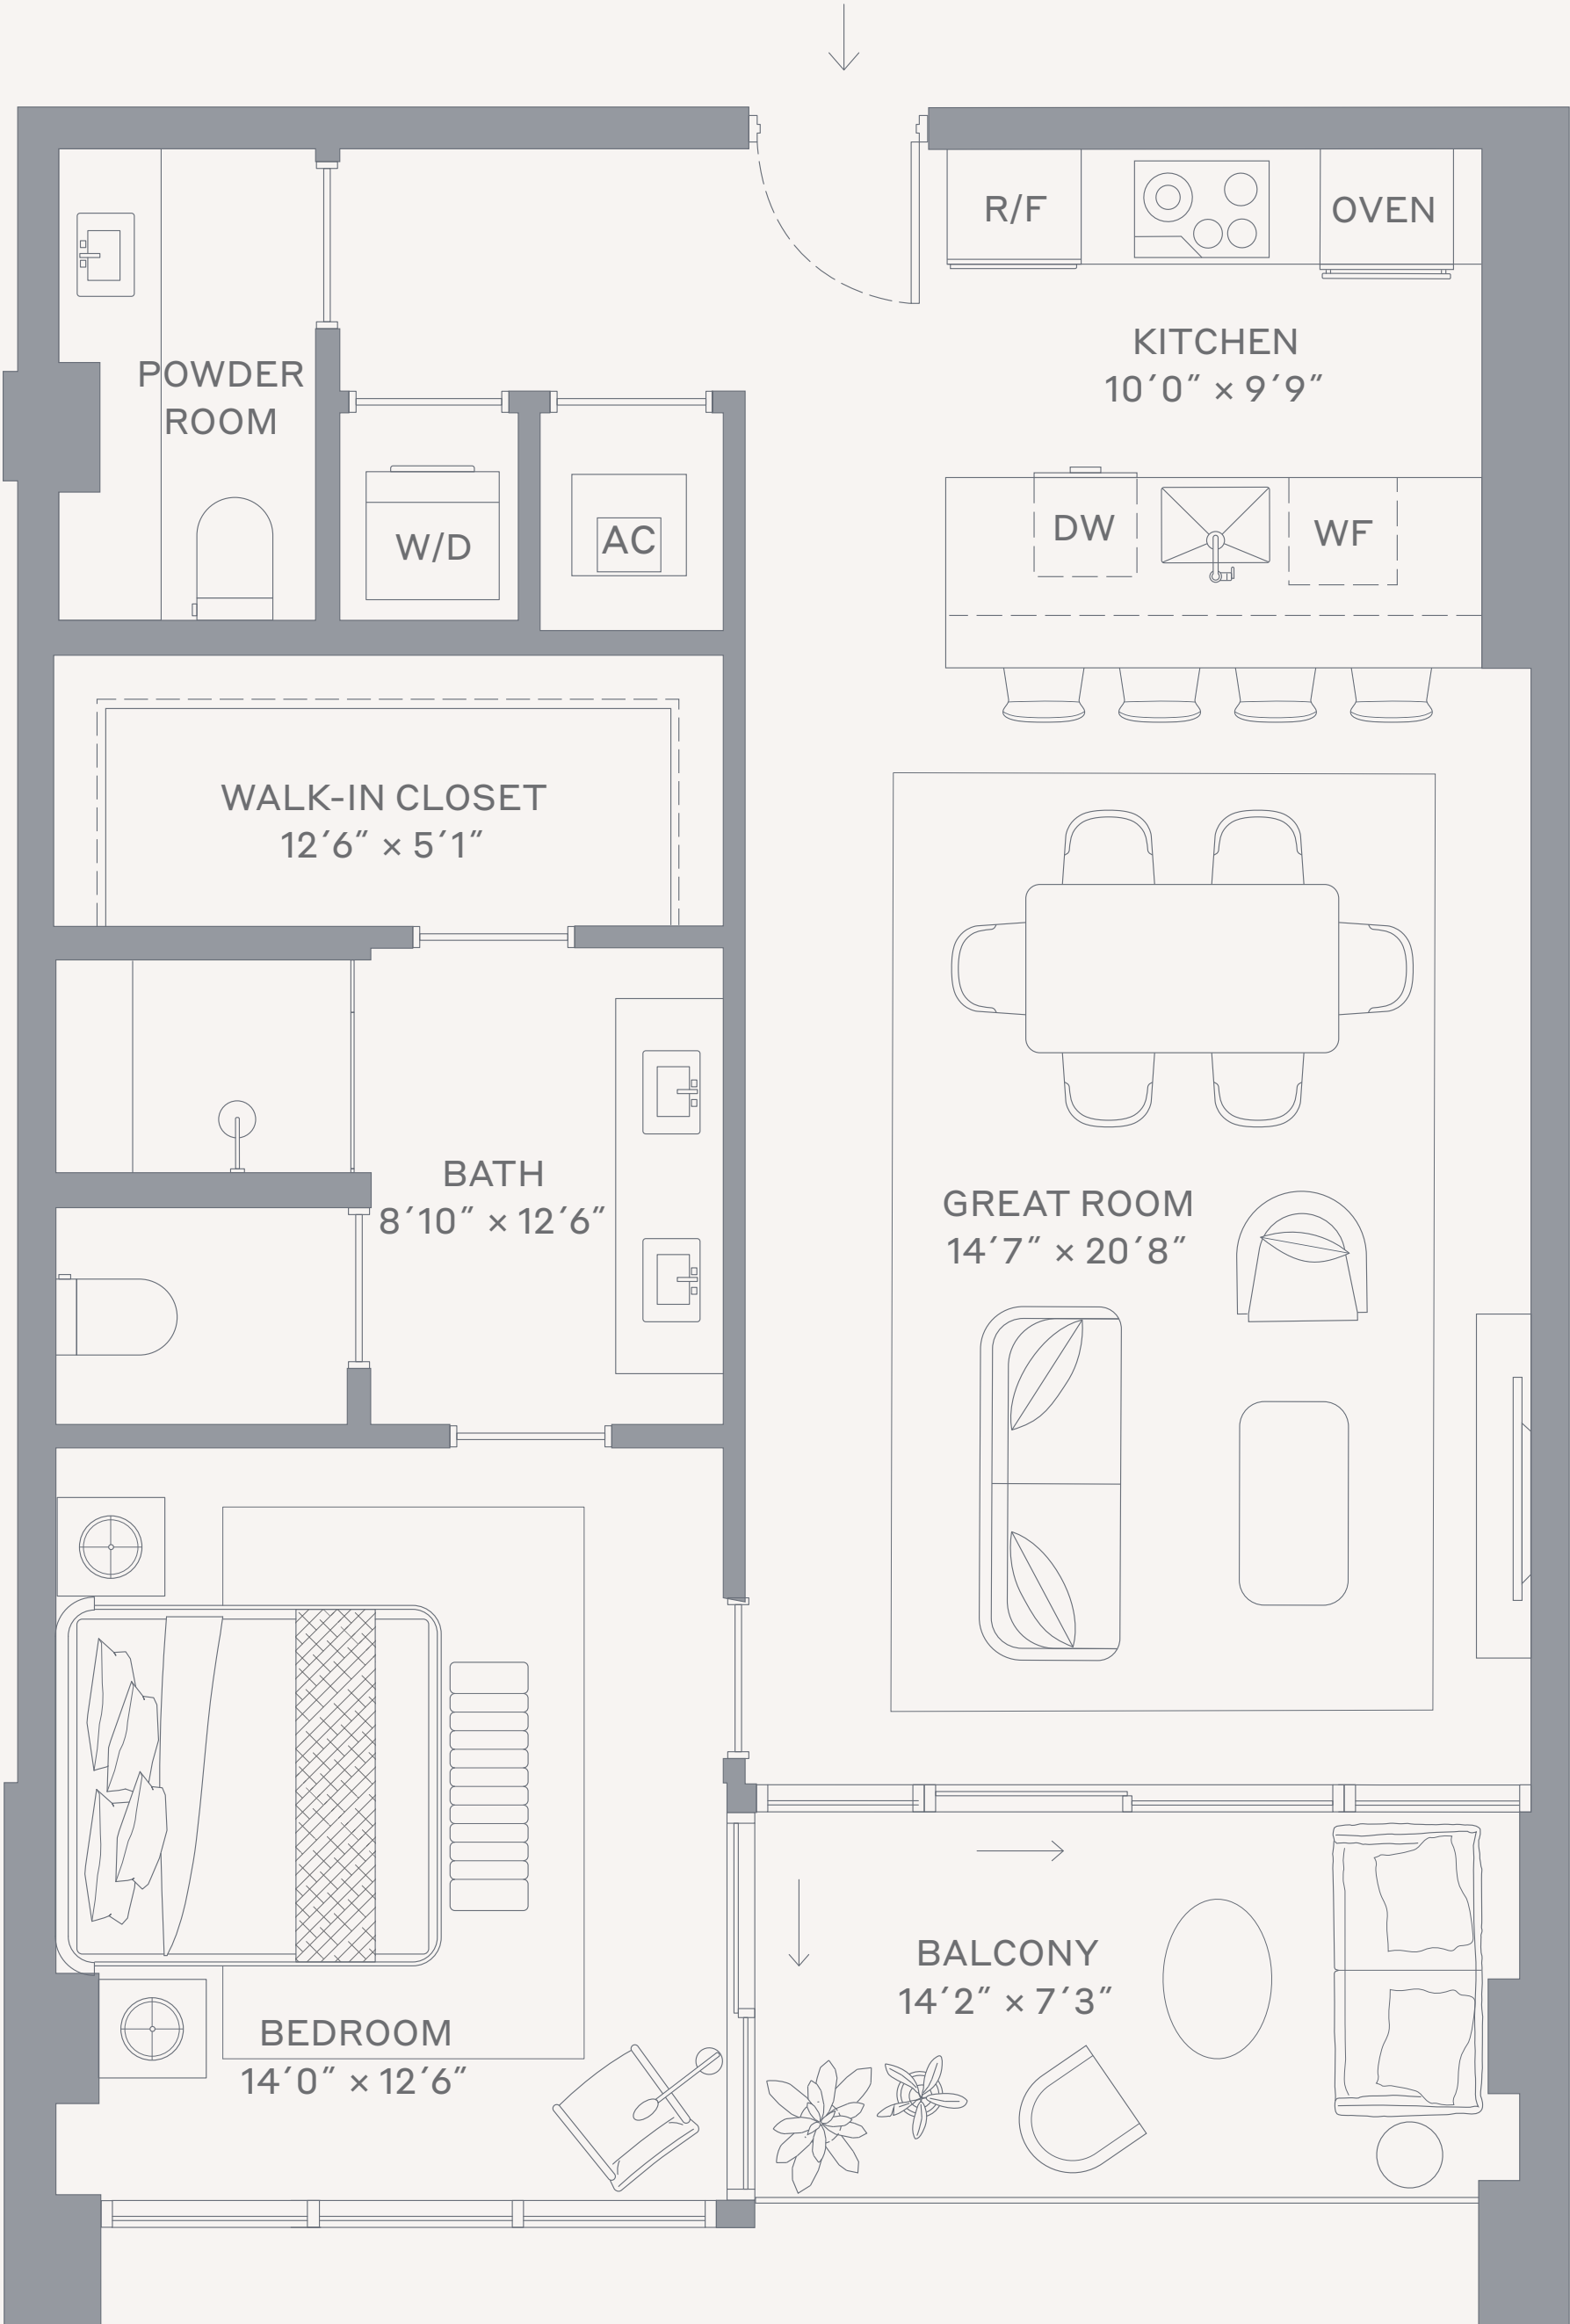 R/F
OVEN
KITCHEN
10´0˝ × 9´9˝
POWDER
ROOM
W/D
AC
DW
WF
WALK-IN CLOSET
12´6˝ × 5´1˝
BATH
8´10˝ × 12´6˝
GREAT ROOM
14´7˝ × 20´8˝
BALCONY
14´2˝ × 7´3˝
BEDROOM
14´0˝ × 12´6˝